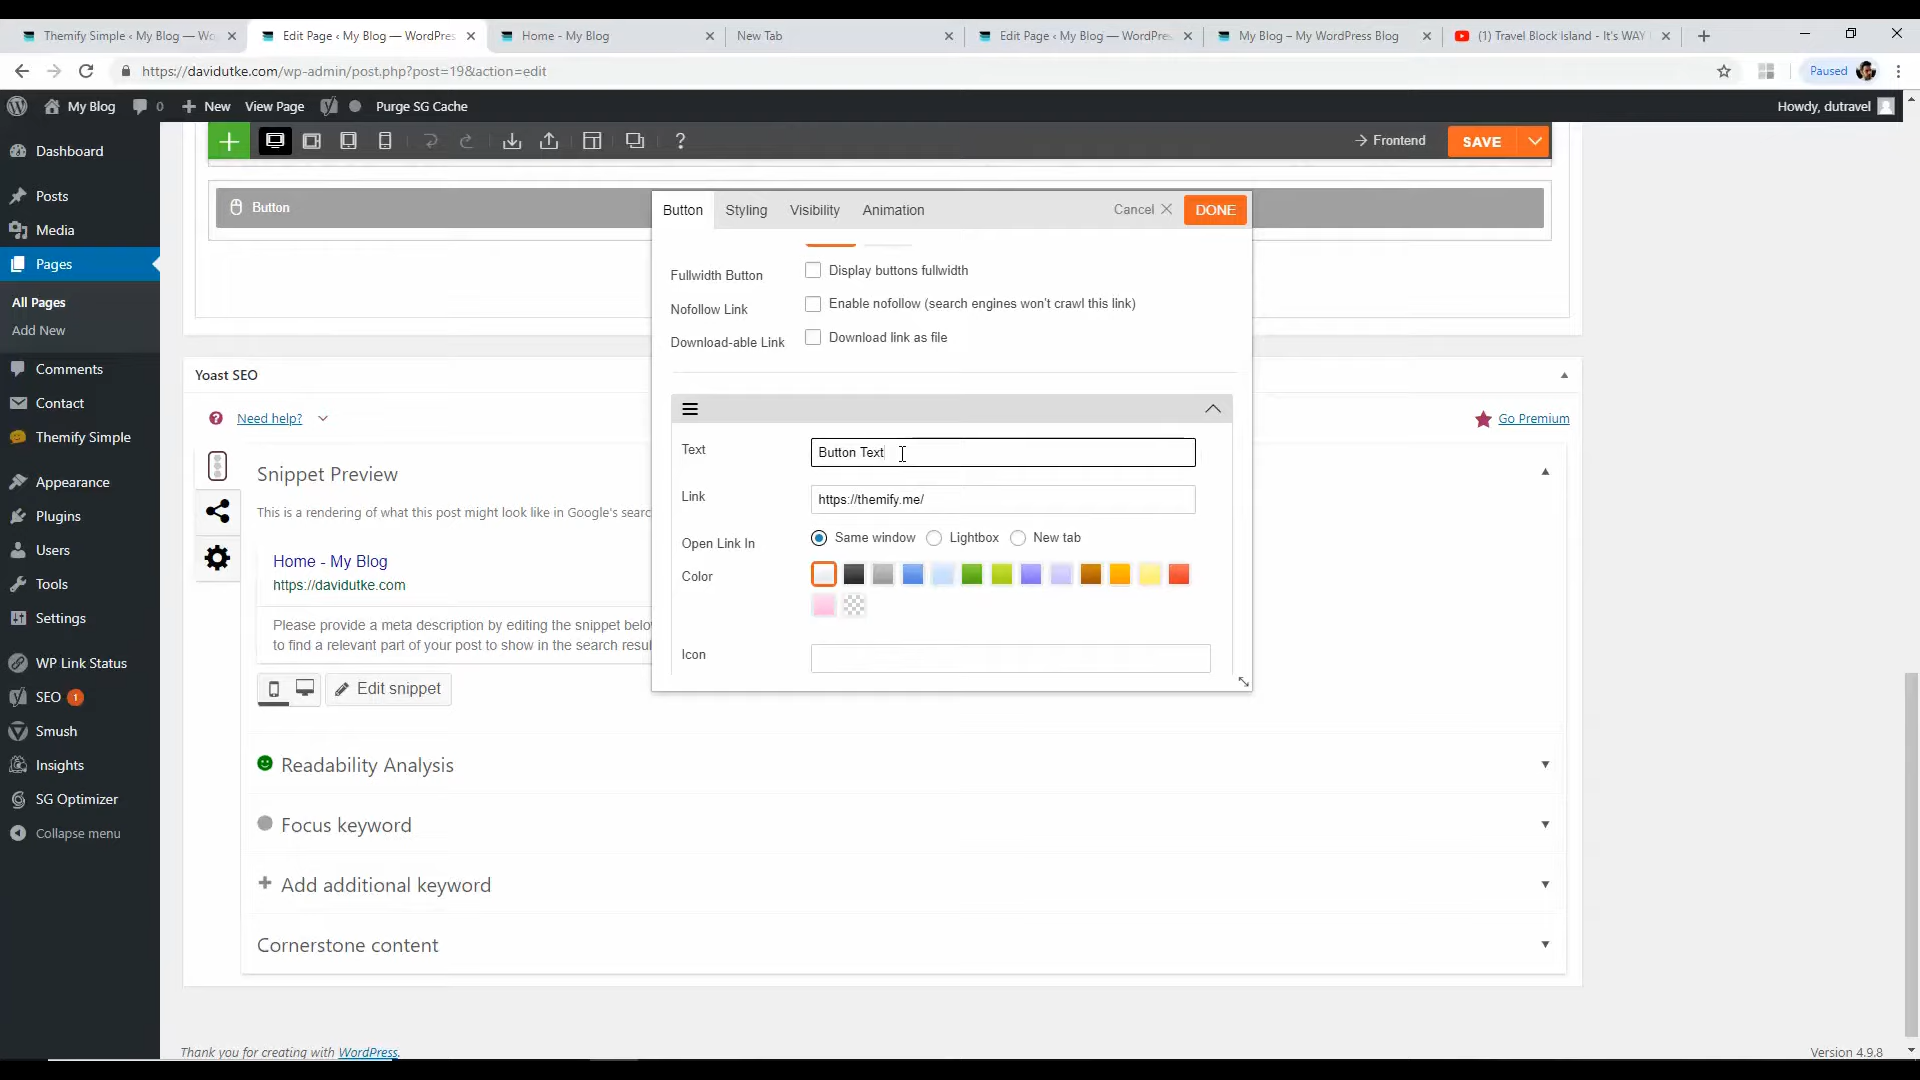 Themify Simple ‹ My Blog — Wo
Edit Page ‹ My Blog — WordPres
Home - My Blog
New Tab
Edit Page ‹ My Blog — WordPres
My Blog – My WordPress Blog
(1) Travel Block Island - It's WAY
https://davidutke.com/wp-admin/post.php?post=19&action=edit
Paused
My Blog 0 New View Page Purge SG Cache Howdy, dutravel
Dashboard
Posts
Media
Pages
All Pages
Add New
Comments
Contact
Themify Simple
Appearance
Plugins
Users
Tools
Settings
WP Link Status
SEO 1
Smush
Insights
SG Optimizer
Collapse menu
? Frontend SAVE
Button
Button Styling Visibility Animation Cancel DONE
Fullwidth Button Display buttons fullwidth
Nofollow Link Enable nofollow (search engines won't crawl this link)
Download-able Link Download link as file
Text Button Text
Link https://themify.me/
Open Link In Same window Lightbox New tab
Color
Icon
Yoast SEO
Need help?
Go Premium
Snippet Preview
This is a rendering of what this post might look like in Google's searc
Home - My Blog
https://davidutke.com
Please provide a meta description by editing the snippet belo
to find a relevant part of your post to show in the search resul
Edit snippet
Readability Analysis
Focus keyword
Add additional keyword
Cornerstone content
Thank you for creating with WordPress.
Version 4.9.8